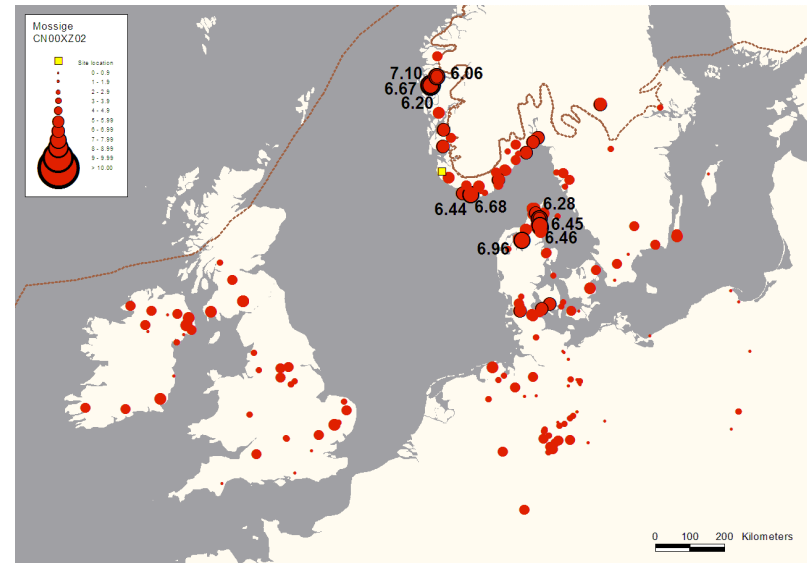 Mossige
CN00XZ02
Site location
0 - 0.9
1 - 1.9
2 - 2.9
3 - 3.9
4 - 4.9
5 - 5.99
6 - 6.99
7 - 7.99
8 - 8.99
9 - 9.99
> 10.00
7.10 6.06
6.67
6.20
6.44 6.68
6.28
6.45
6.46
6.96
0 100 200 Kilometers